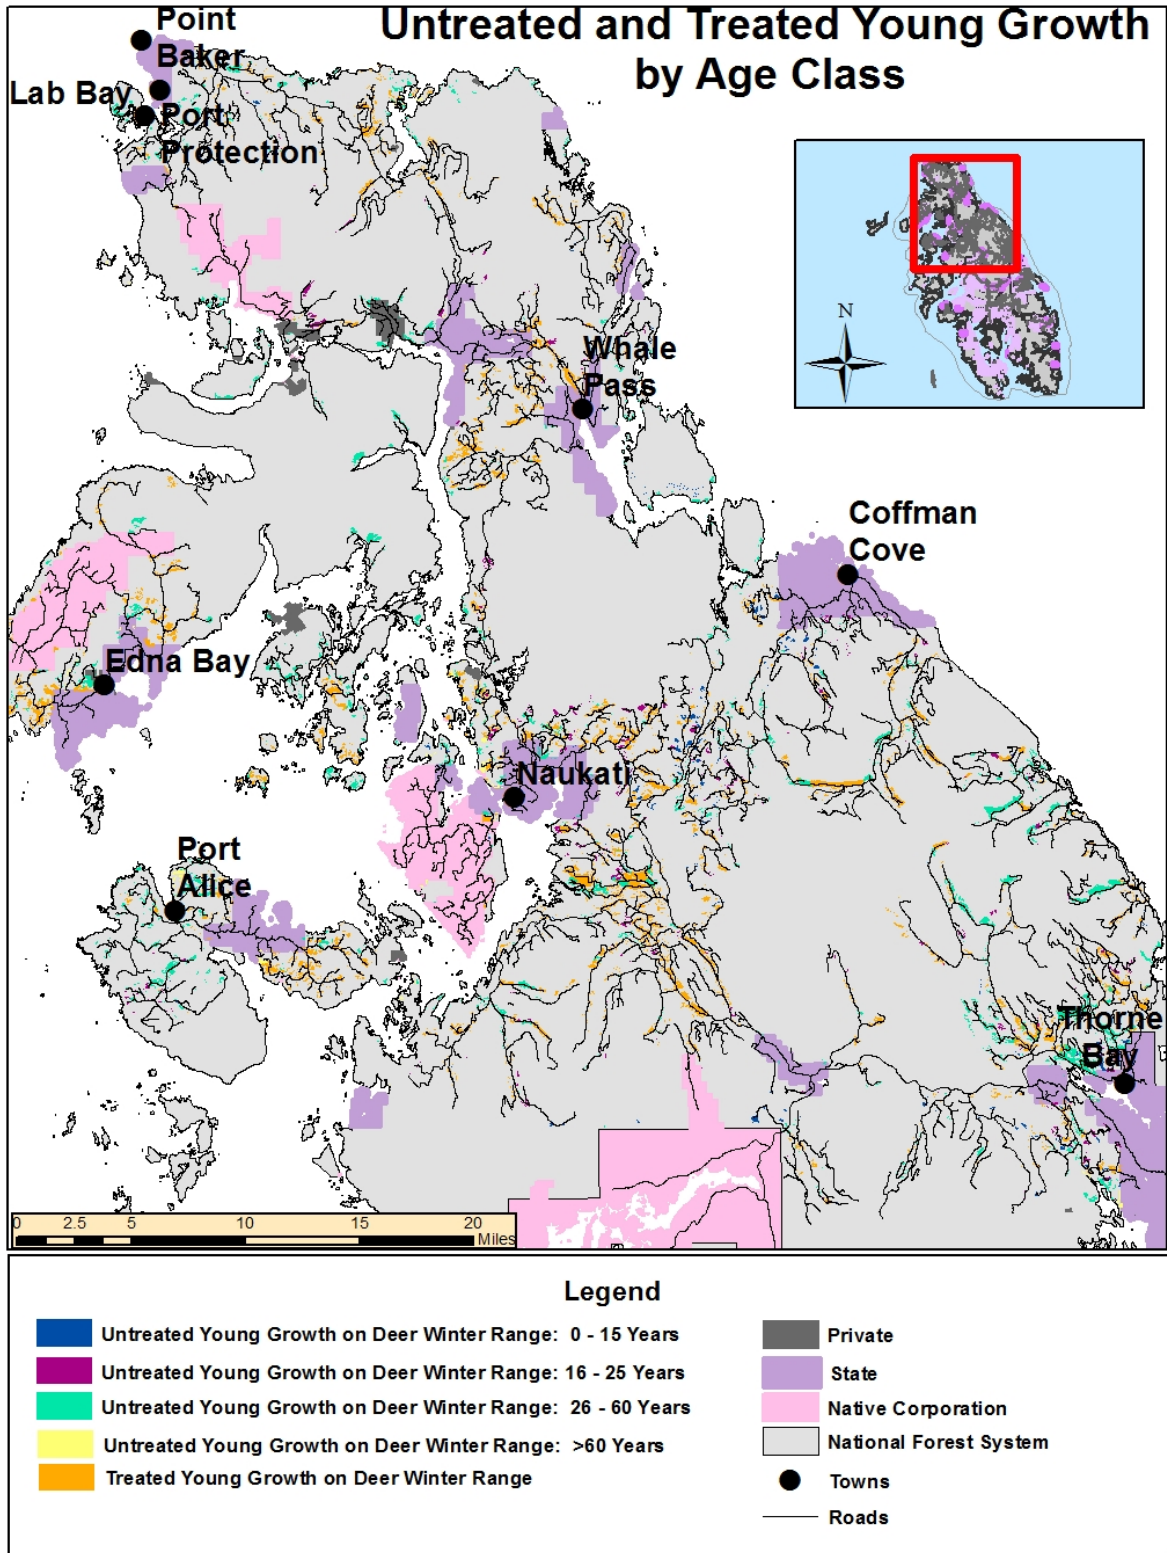 Untreated and Treated Young Growth
by Age Class
Point
Baker
Lab Bay
Port
Protection
N
Whale
Pass
Coffman
Cove
Edna Bay
Naukati
Port
Alice
Thorne
Bay
0 2.5 5 10 15 20
Miles
Legend
Untreated Young Growth on Deer Winter Range: 0 - 15 Years
Untreated Young Growth on Deer Winter Range: 16 - 25 Years
Untreated Young Growth on Deer Winter Range: 26 - 60 Years
Untreated Young Growth on Deer Winter Range: >60 Years
Treated Young Growth on Deer Winter Range
Private
State
Native Corporation
National Forest System
Towns
Roads